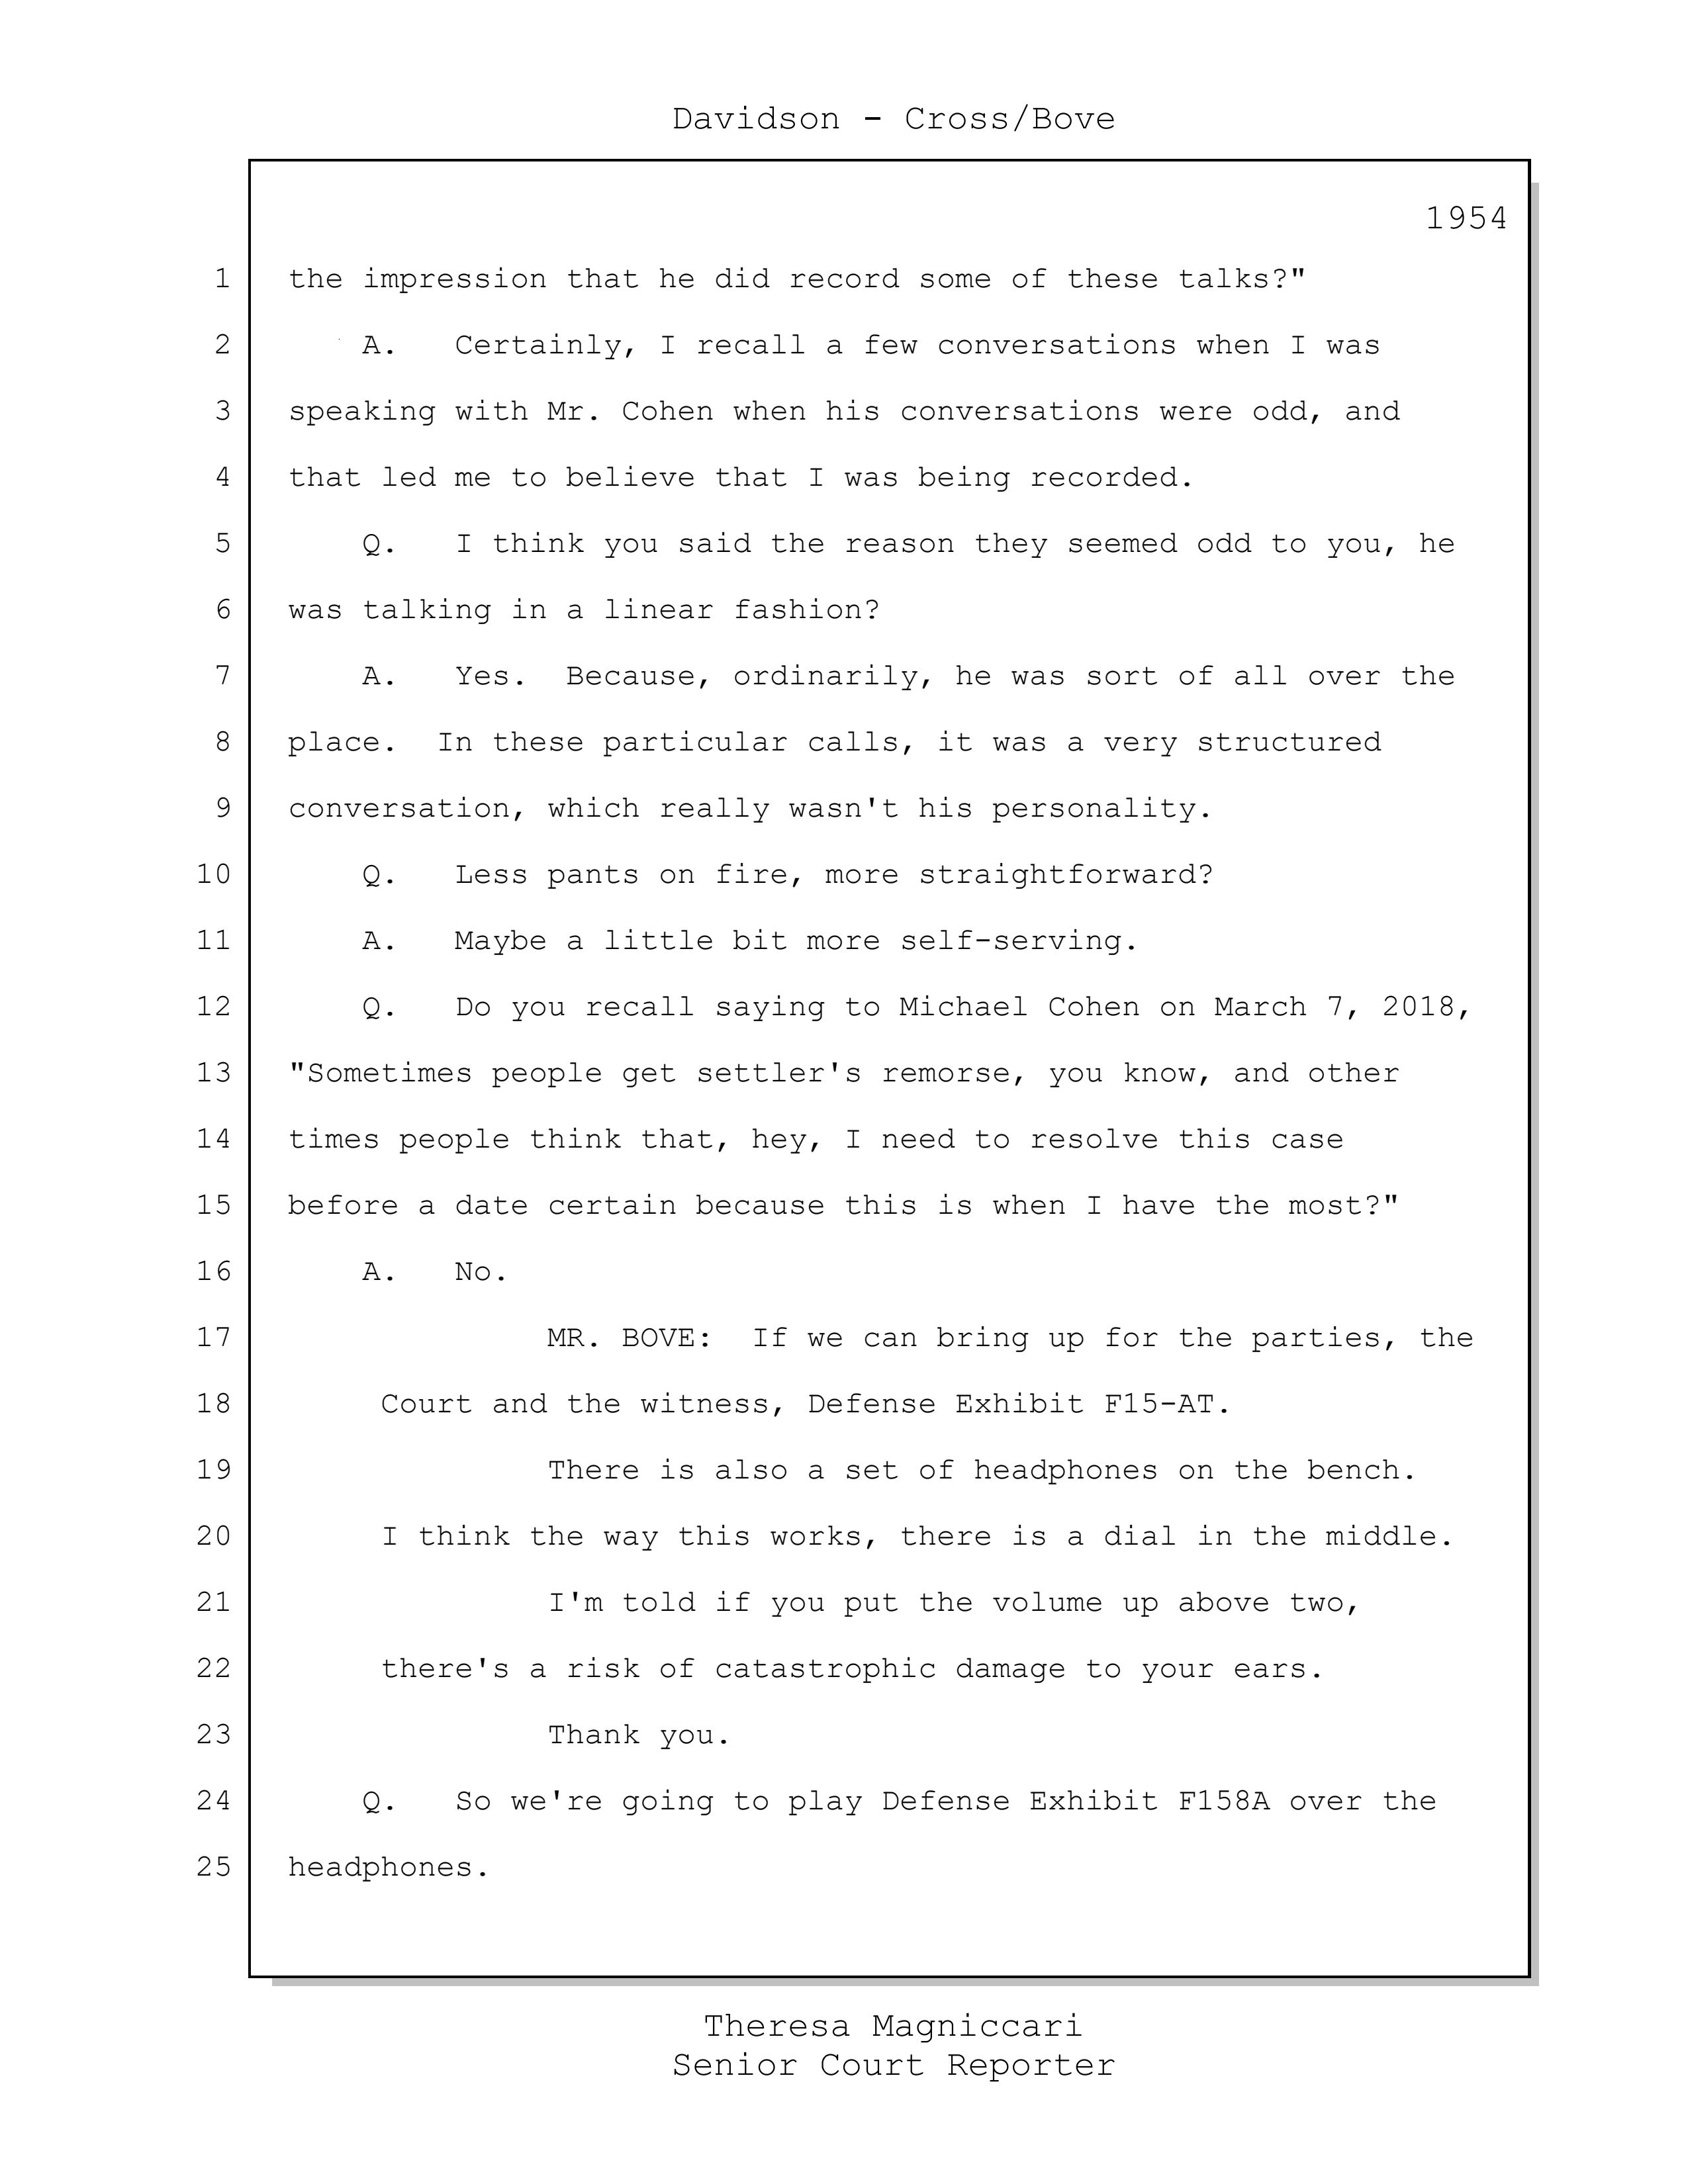 Davidson - Cross/Bove
1954
1 the impression that he did record some of these talks?"
2 A. Certainly, I recall a few conversations when I was
3 speaking with Mr. Cohen when his conversations were odd, and
4 that led me to believe that I was being recorded.
5 Q. I think you said the reason they seemed odd to you, he
6 was talking in a linear fashion?
7 A. Yes. Because, ordinarily, he was sort of all over the
8 place. In these particular calls, it was a very structured
9 conversation, which really wasn't his personality.
10 Q. Less pants on fire, more straightforward?
11 A. Maybe a little bit more self-serving.
12 Q. Do you recall saying to Michael Cohen on March 7, 2018,
13 "Sometimes people get settler's remorse, you know, and other
14 times people think that, hey, I need to resolve this case
15 before a date certain because this is when I have the most?"
16 A. No.
17 MR. BOVE: If we can bring up for the parties, the
18 Court and the witness, Defense Exhibit F15-AT.
19 There is also a set of headphones on the bench.
20 I think the way this works, there is a dial in the middle.
21 I'm told if you put the volume up above two,
22 there's a risk of catastrophic damage to your ears.
23 Thank you.
24 Q. So we're going to play Defense Exhibit F158A over the
25 headphones.
Theresa Magniccari
Senior Court Reporter